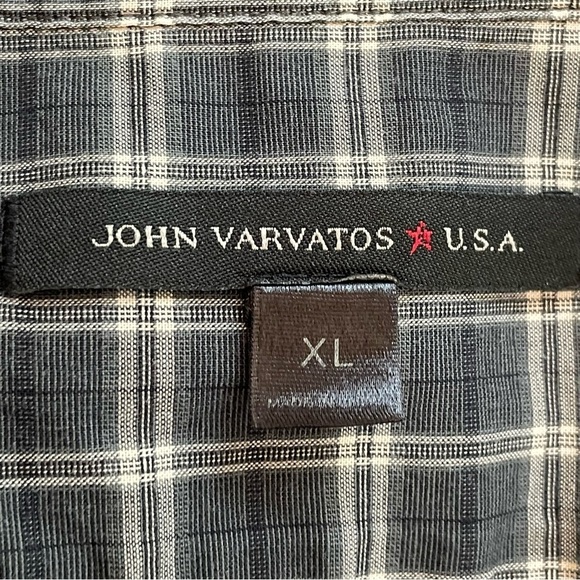 JOHN VARVATOS ★ U.S.A.
XL